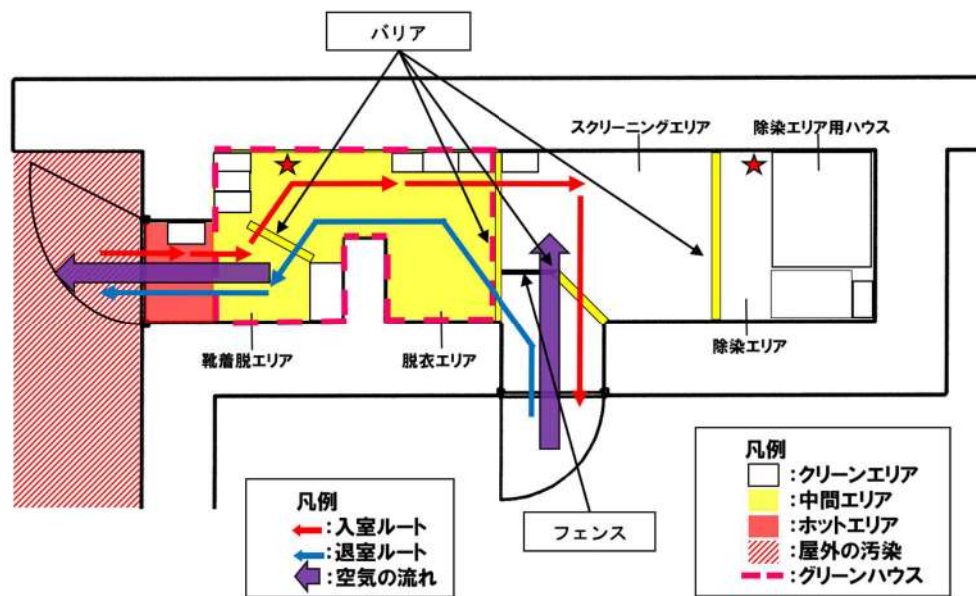 バリア
スクリーニングエリア
除染エリア用ハウス
靴着脱エリア
脱衣エリア
除染エリア
フェンス
凡例
:入室ルート
:退室ルート
:空気の流れ
凡例
:クリーンエリア
:中間エリア
:ホットエリア
:屋外の汚染
:グリーンハウス